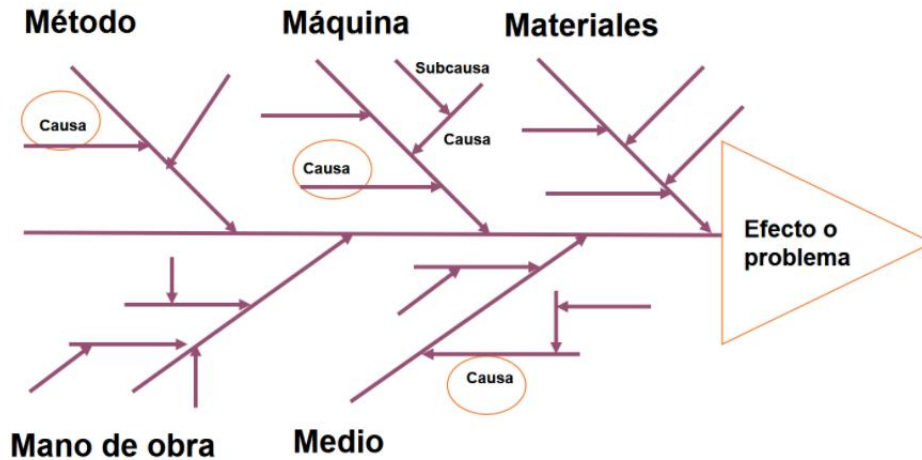 Método
Máquina
Materiales
Subcausa
Causa
Causa
Causa
Efecto o
problema
Causa
Mano de obra
Medio